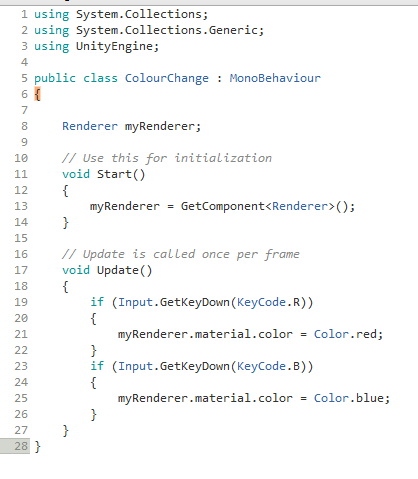 1 using System.Collections;
2 using System.Collections.Generic;
3 using UnityEngine;
4
5 public class ColourChange : MonoBehaviour
6 {
7
8     Renderer myRenderer;
9
10     // Use this for initialization
11     void Start()
12     {
13         myRenderer = GetComponent<Renderer>();
14     }
15
16     // Update is called once per frame
17     void Update()
18     {
19         if (Input.GetKeyDown(KeyCode.R))
20         {
21             myRenderer.material.color = Color.red;
22         }
23         if (Input.GetKeyDown(KeyCode.B))
24         {
25             myRenderer.material.color = Color.blue;
26         }
27     }
28 }